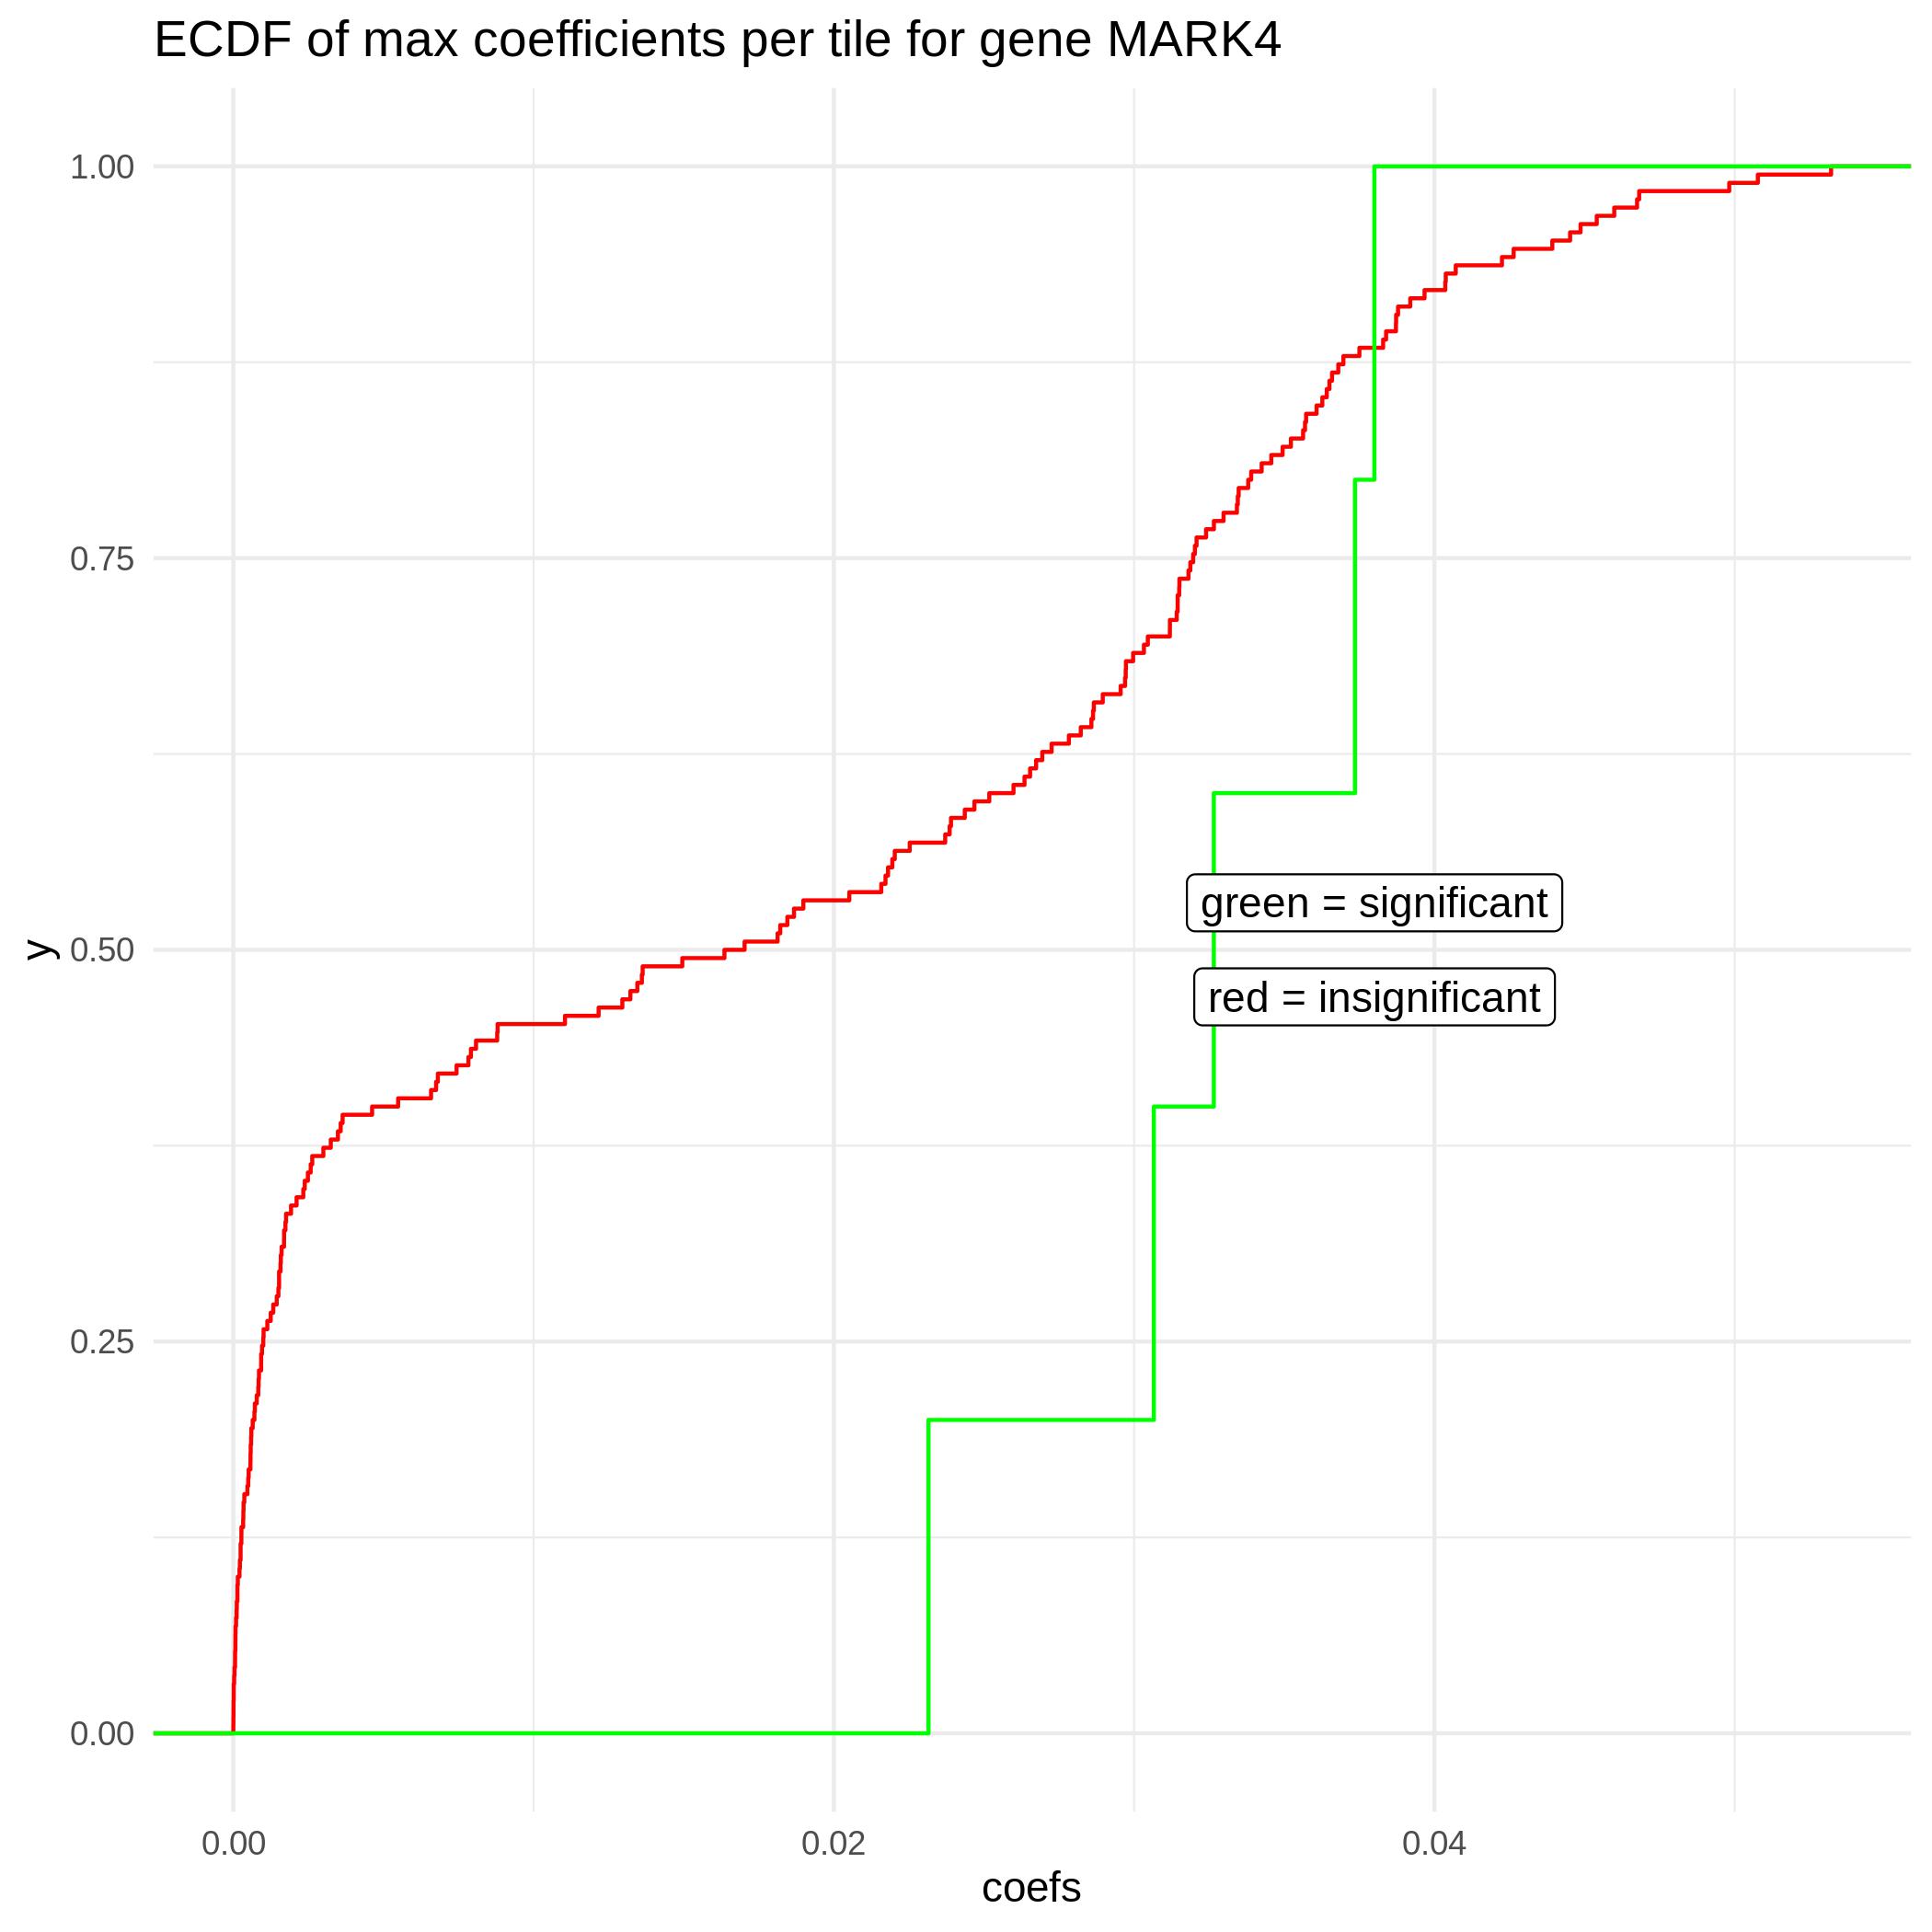 ECDF of max coefficients per tile for gene MARK4
1.00
0.75
0.50
0.25
0.00
y
green = significant
red = insignificant
0.00 0.02 0.04
coefs